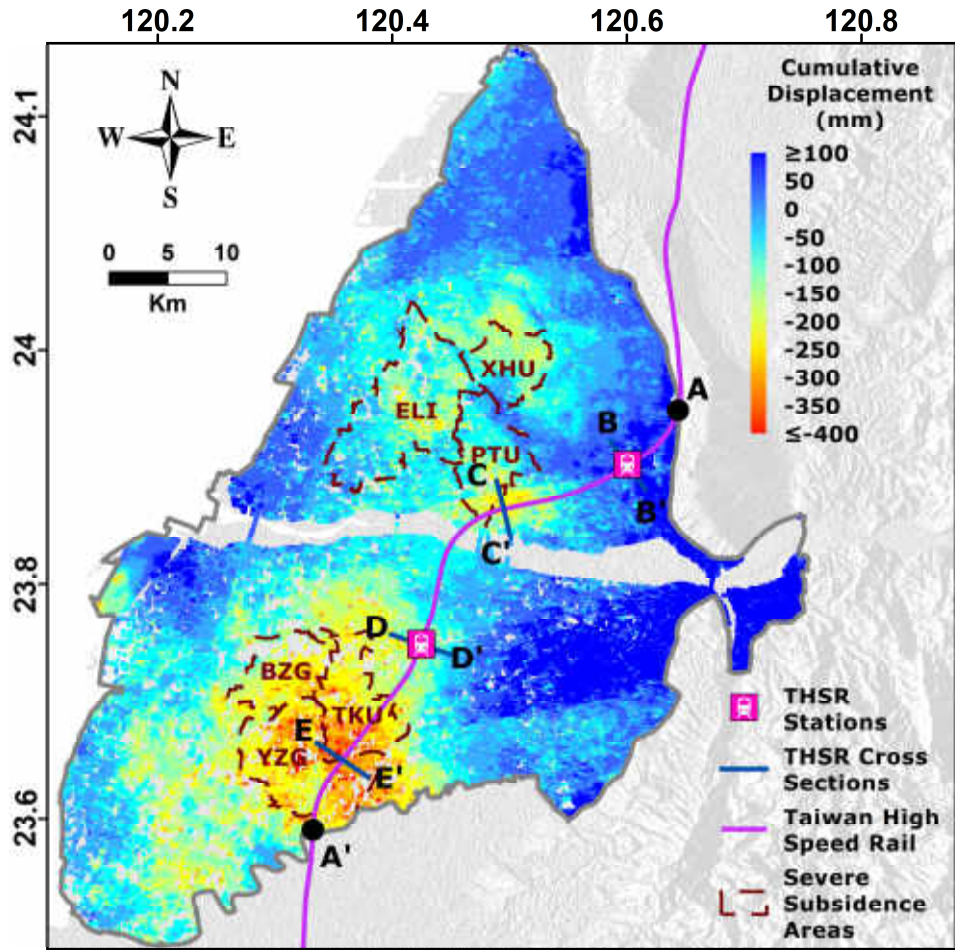 120.2 120.4 120.6 120.8
24.1
24
23.8
23.6
N
W E
S
0 5 10
Km
Cumulative
Displacement
(mm)
≥100
50
0
-50
-100
-150
-200
-250
-300
-350
≤-400
XHU
ELI
PTU
A
B
B'
C
C'
D
D'
BZG
TKU
E
YZG
E'
A'
THSR
Stations
THSR Cross
Sections
Taiwan High
Speed Rail
Severe
Subsidence
Areas